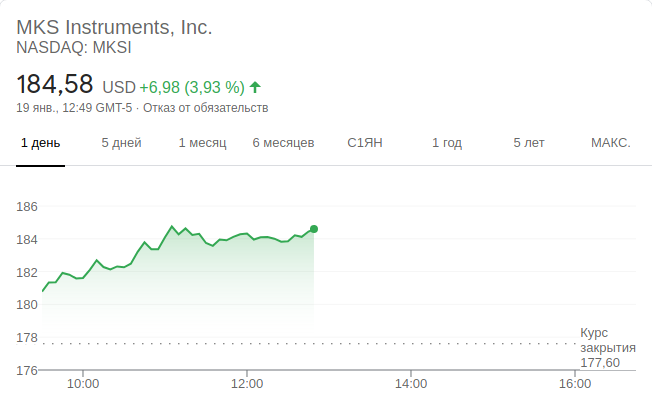 MKS Instruments, Inc.
NASDAQ: MKSI
184,58 USD +6,98 (3,93 %)
19 янв., 12:49 GMT-5 · Отказ от обязательств
1 день 5 дней 1 месяц 6 месяцев С1ЯН 1 год 5 лет МАКС.
186
184
182
180
178
Курс
закрытия
177,60
176
10:00 12:00 14:00 16:00